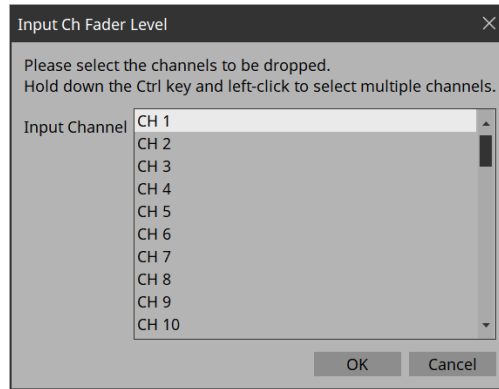 Input Ch Fader Level
Please select the channels to be dropped.
Hold down the Ctrl key and left-click to select multiple channels.
Input Channel
CH 1
CH 2
CH 3
CH 4
CH 5
CH 6
CH 7
CH 8
CH 9
CH 10
OK Cancel